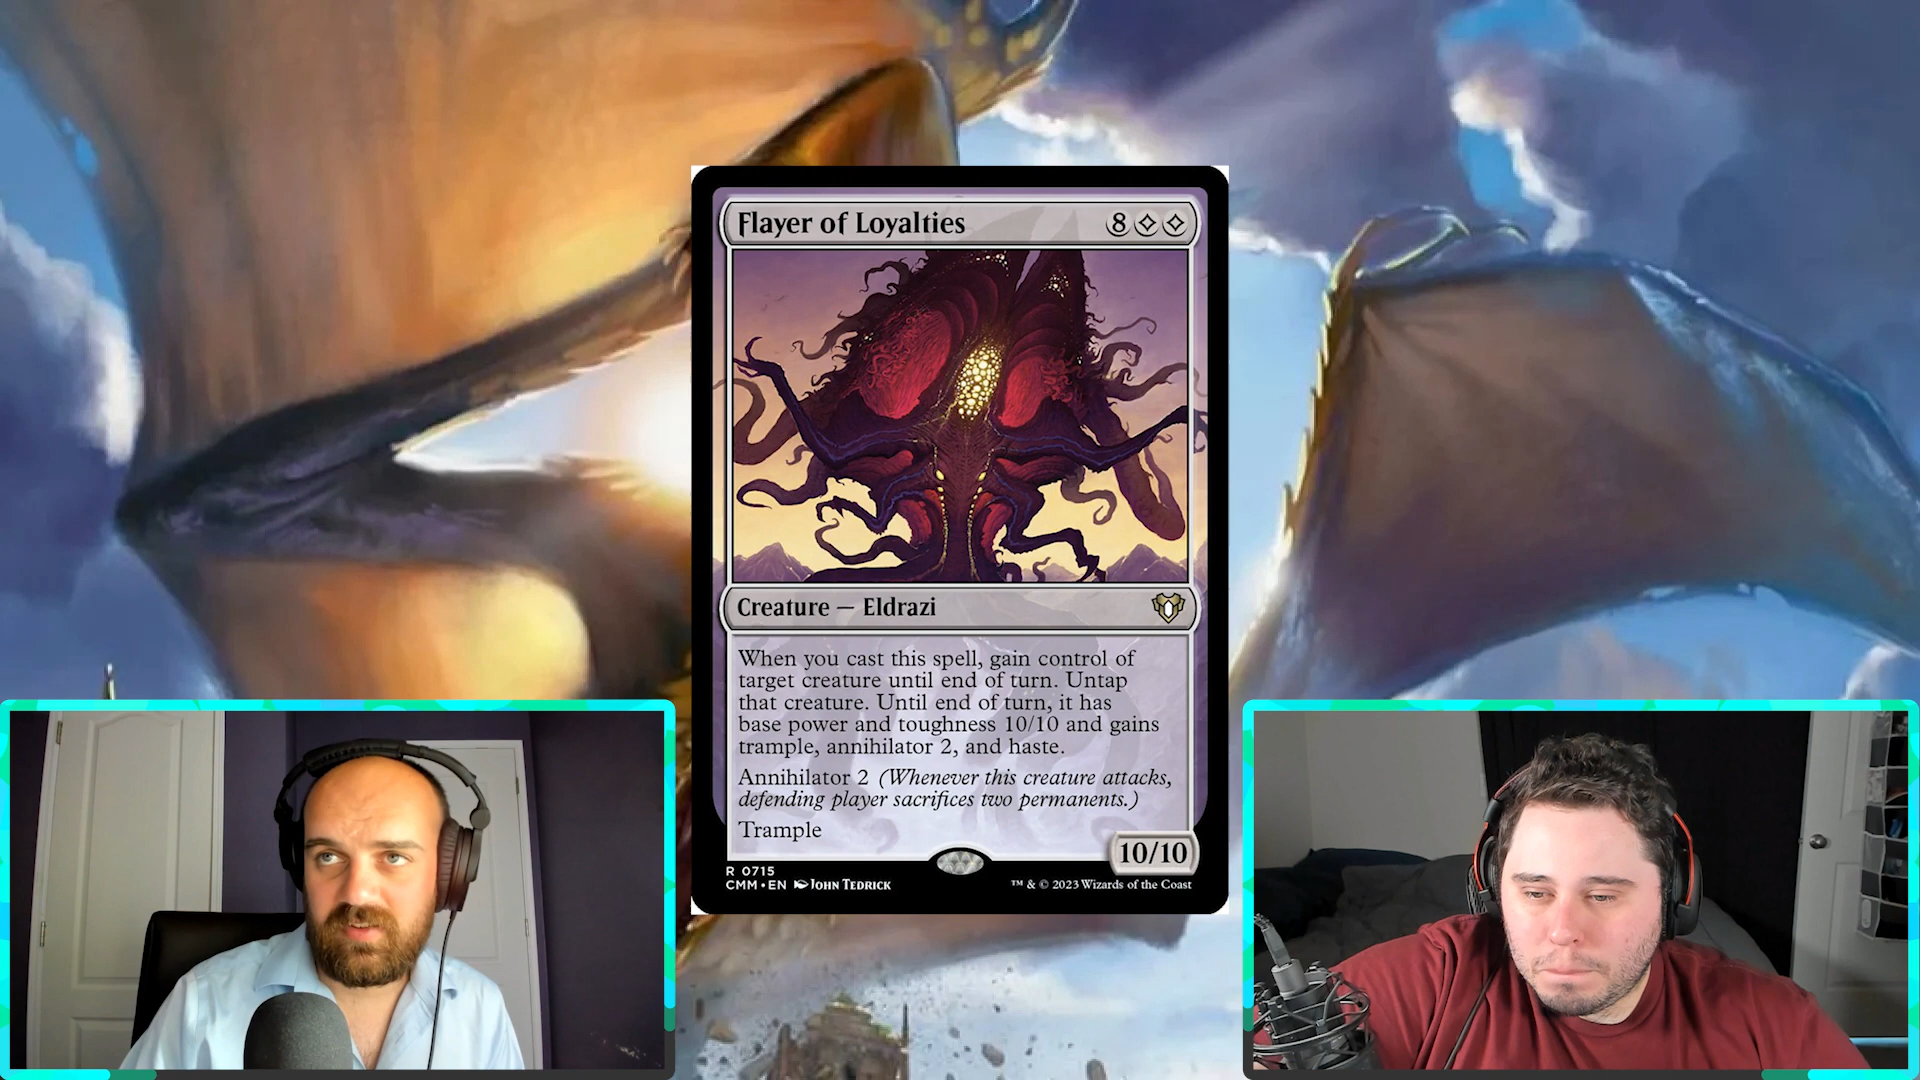 Flayer of Loyalties 8
Creature — Eldrazi
When you cast this spell, gain control of
target creature until end of turn. Untap
that creature. Until end of turn, it has
base power and toughness 10/10 and gains
trample, annihilator 2, and haste.
Annihilator 2 (Whenever this creature attacks,
defending player sacrifices two permanents.)
Trample
10/10
R 0715
CMM • EN JOHN TEDRICK
™ & © 2023 Wizards of the Coast